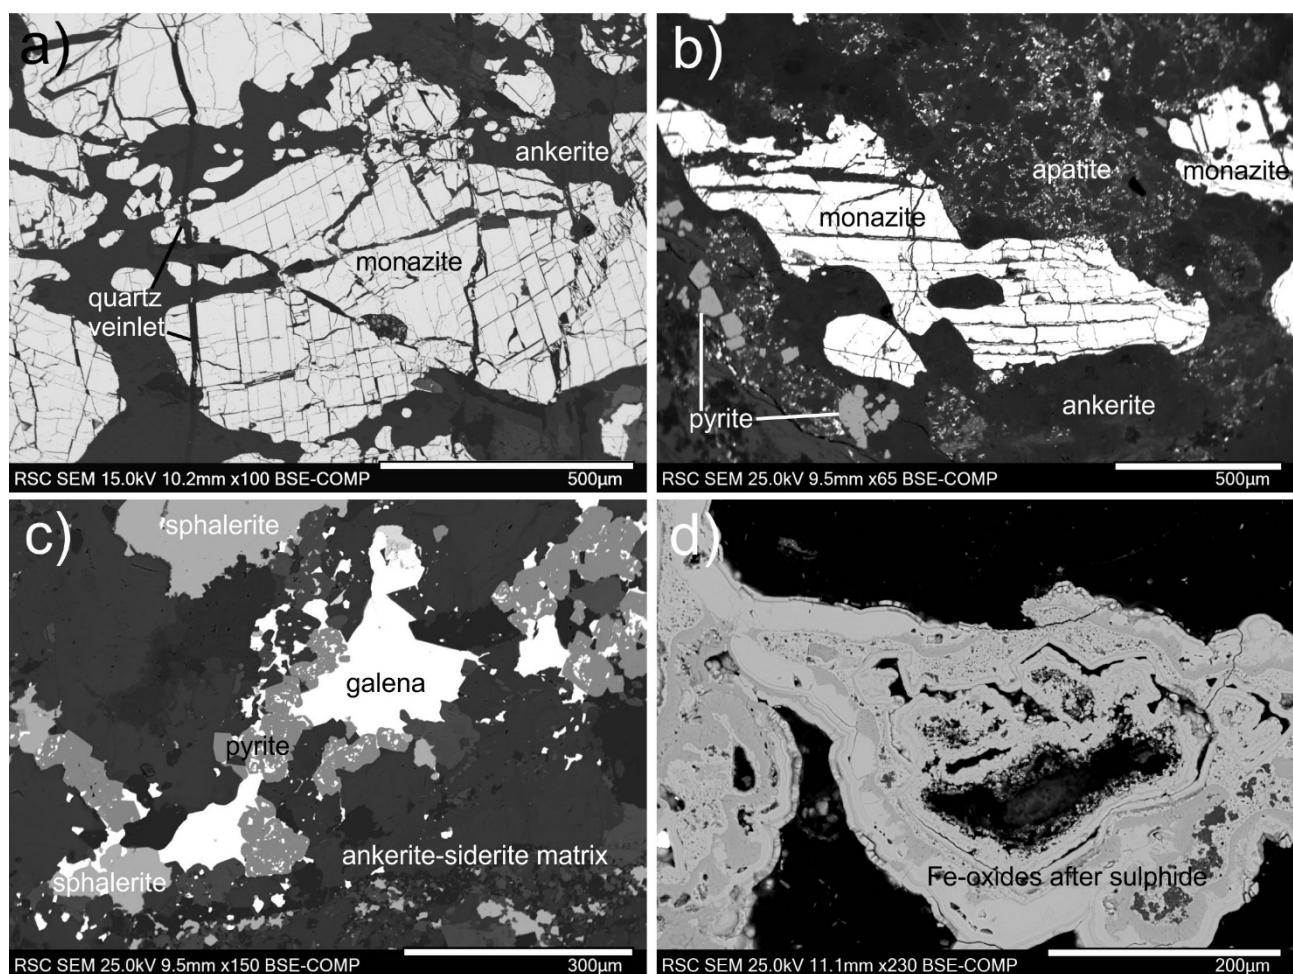 a)
ankerite
monazite
quartz
veinlet
500µm
RSC SEM 15.0kV 10.2mm x100 BSE-COMP
b)
apatite
monazite
monazite
pyrite
ankerite
500µm
RSC SEM 25.0kV 9.5mm x65 BSE-COMP
c)
sphalerite
galena
pyrite
ankerite-siderite matrix
sphalerite
300µm
RSC SEM 25.0kV 9.5mm x150 BSE-COMP
d)
Fe-oxides after sulphide
200µm
RSC SEM 25.0kV 11.1mm x230 BSE-COMP